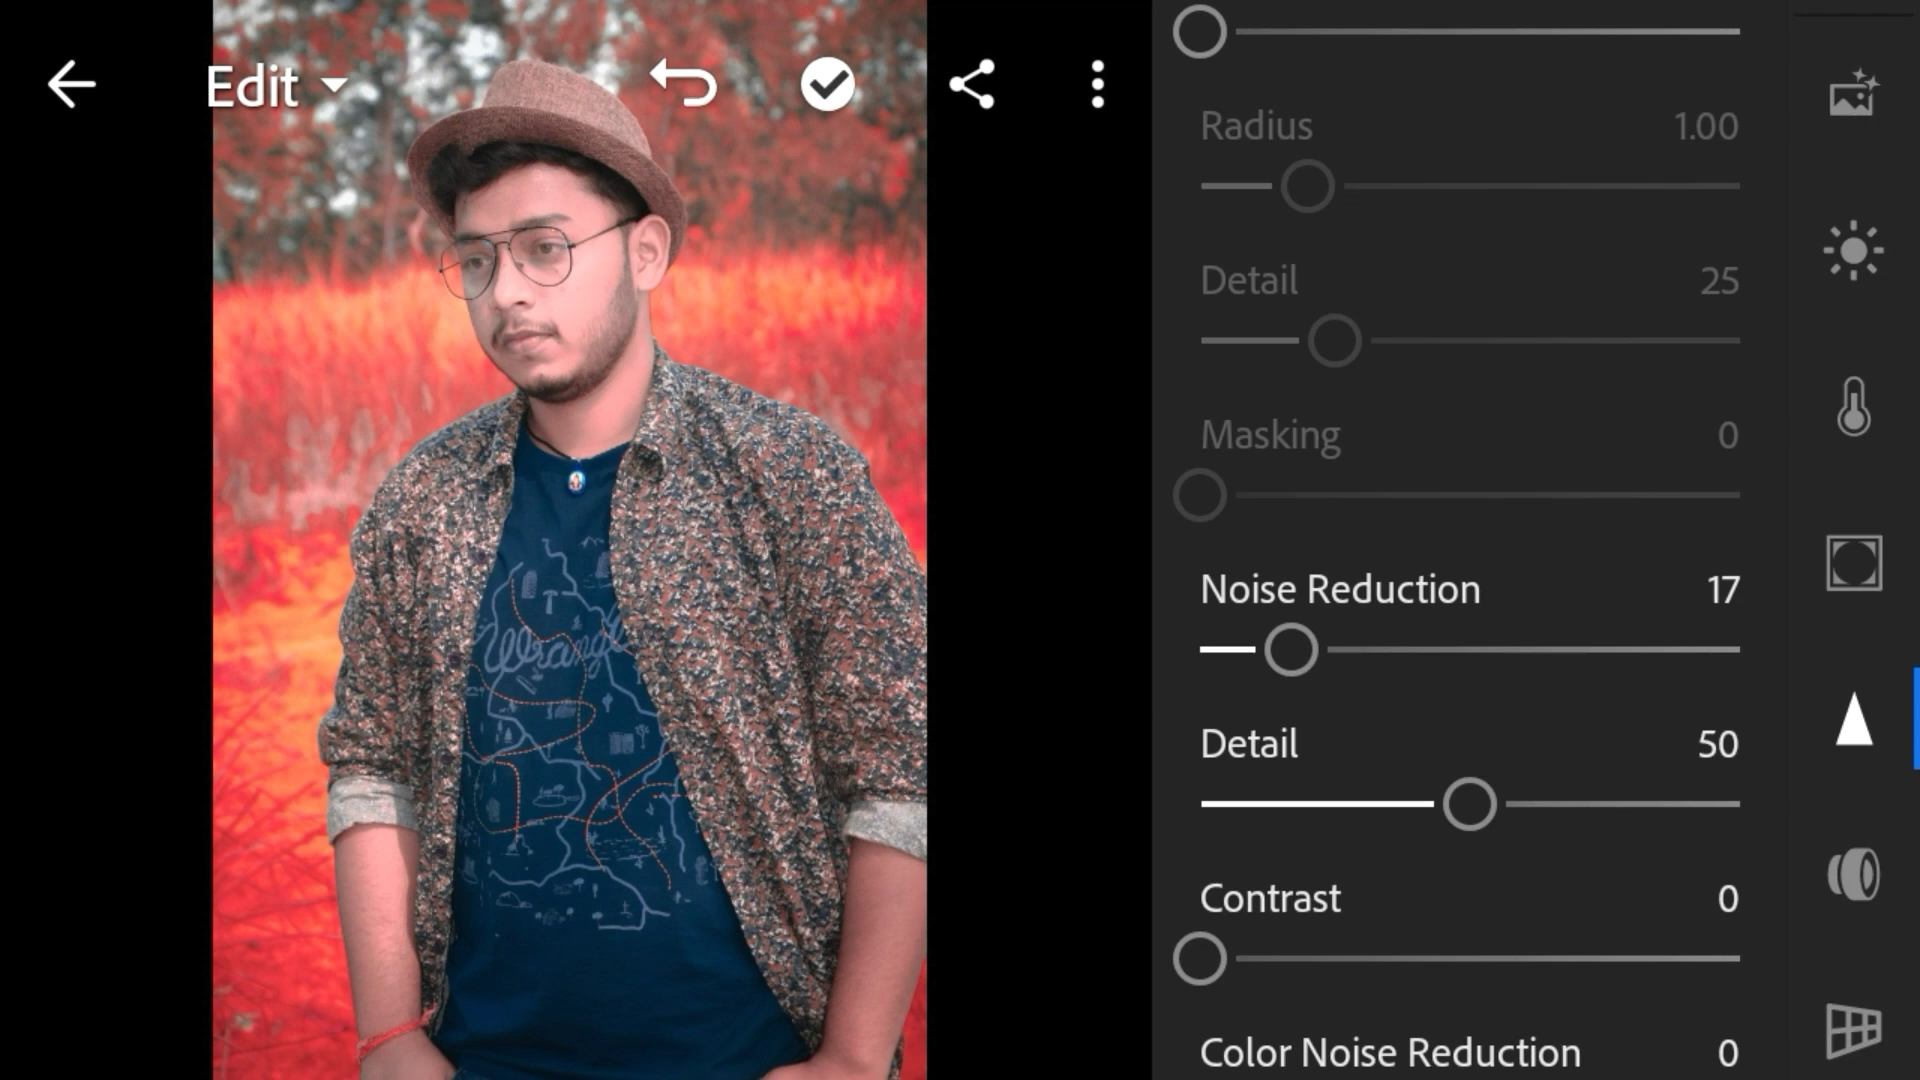 Edit
Radius 1.00
Detail 25
Masking 0
Noise Reduction 17
Detail 50
Contrast 0
Color Noise Reduction 0
Wrangl